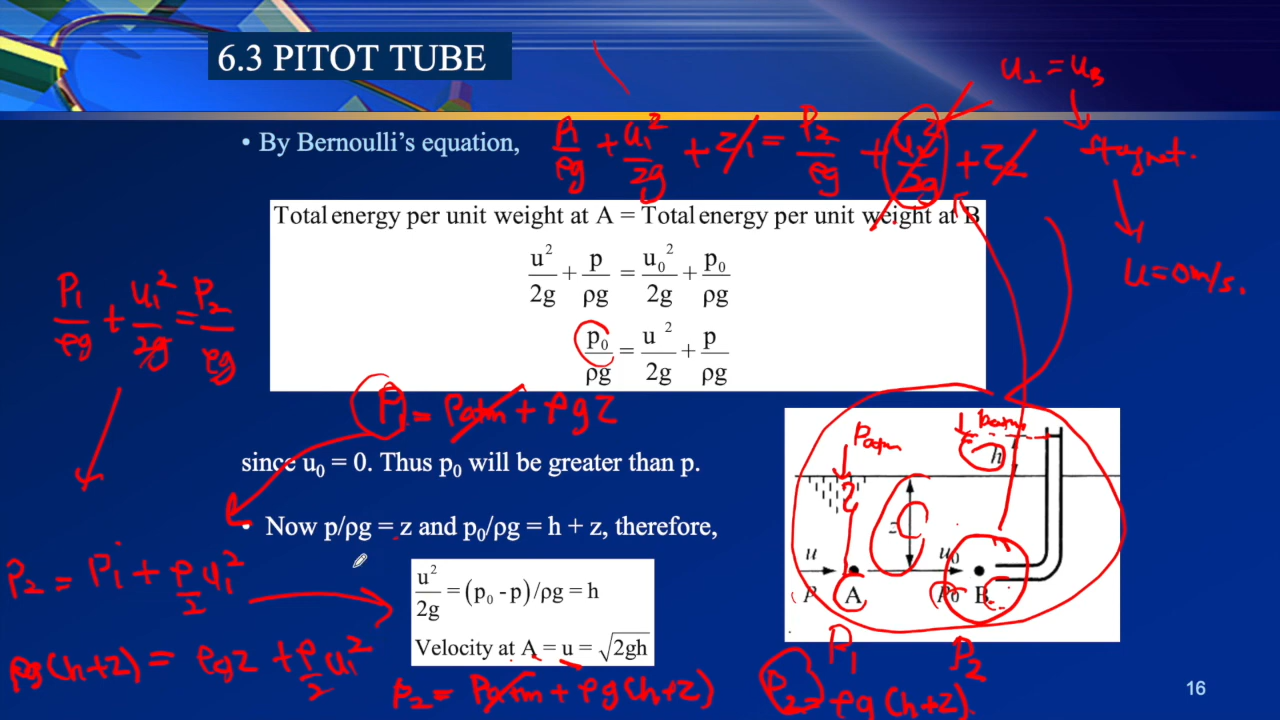 6.3 PITOT TUBE
u₂ = u_B
stagnat.
u = 0 m/s.
• By Bernoulli's equation, P₁/ρg + u₁²/2g + z₁ = P₂/ρg + u₂²/2g + z₂
Total energy per unit weight at A = Total energy per unit weight at B
u²/2g + p/ρg = u₀²/2g + p₀/ρg
p₀/ρg = u²/2g + p/ρg
P₁/ρg + u₁²/2g = P₂/ρg
P₁ = Patm + ρgz
since u₀ = 0. Thus p₀ will be greater than p.
• Now p/ρg = z and p₀/ρg = h + z, therefore,
P₂ = P₁ + ρ/2 u₁²
ρg(h+z) = ρgz + ρ/2 u₁²
u²/2g = (p₀ - p)/ρg = h
Velocity at A = u = √2gh
P₂ = Patm + ρg(h+z)
Patm
Patm
h
z
u
u₀
P
A
P₀
B
P₁
P₂
P₂ = ρg(h+z)
16